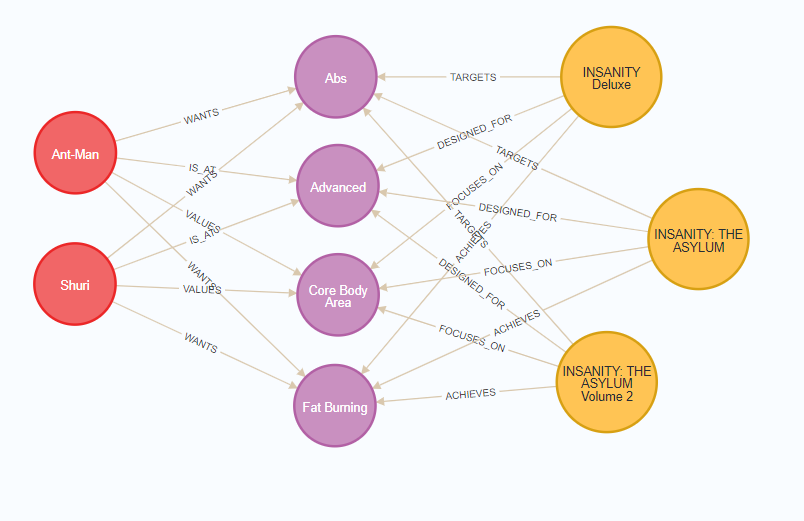 INSANITY
Deluxe
Abs
TARGETS
WANTS
DESIGNED_FOR
Ant-Man
TARGETS
IS_AT
WANTS
FOCUSES_ON
Advanced
VALUES
TARGETS
DESIGNED_FOR
IS_AT
ACHIEVES
INSANITY: THE
ASYLUM
Shuri
WANTS
VALUES
Core Body
Area
DESIGNED_FOR
FOCUSES_ON
WANTS
FOCUSES_ON
ACHIEVES
INSANITY: THE
ASYLUM
Volume 2
Fat Burning
ACHIEVES